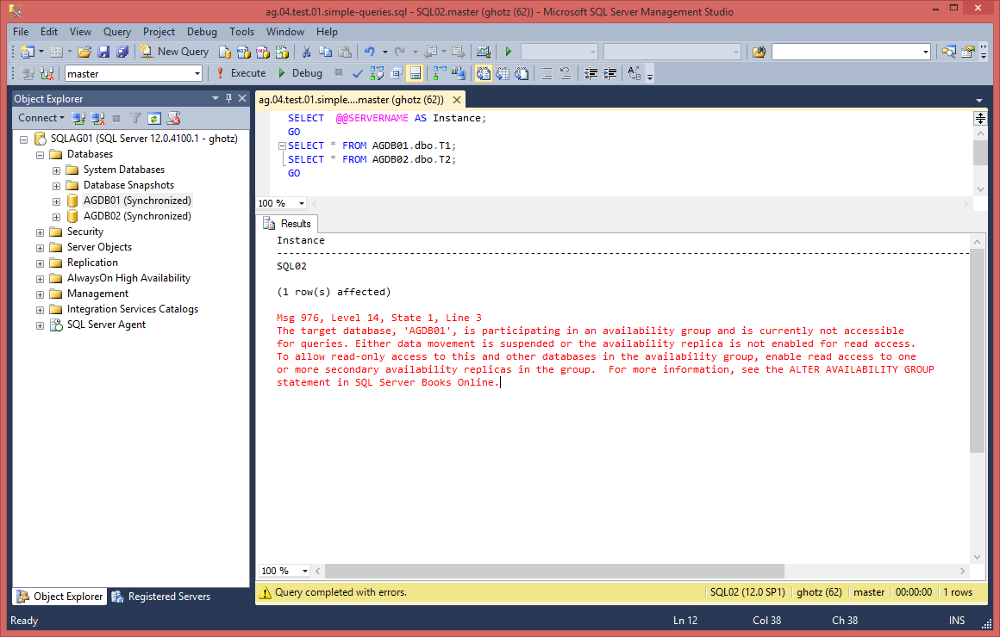 ag.04.test.01.simple-queries.sql - SQL02.master (ghotz (62)) - Microsoft SQL Server Management Studio
File Edit View Query Project Debug Tools Window Help
New Query
master Execute Debug
Object Explorer
Connect
SQLAG01 (SQL Server 12.0.4100.1 - ghotz)
Databases
System Databases
Database Snapshots
AGDB01 (Synchronized)
AGDB02 (Synchronized)
Security
Server Objects
Replication
AlwaysOn High Availability
Management
Integration Services Catalogs
SQL Server Agent
Object Explorer Registered Servers
ag.04.test.01.simple....master (ghotz (62))
SELECT @@SERVERNAME AS Instance;
GO
SELECT * FROM AGDB01.dbo.T1;
SELECT * FROM AGDB02.dbo.T2;
GO
100 %
Results
Instance
--------------------------------------------------------------------------------------------------------------------
SQL02
(1 row(s) affected)
Msg 976, Level 14, State 1, Line 3
The target database, 'AGDB01', is participating in an availability group and is currently not accessible
for queries. Either data movement is suspended or the availability replica is not enabled for read access.
To allow read-only access to this and other databases in the availability group, enable read access to one
or more secondary availability replicas in the group.  For more information, see the ALTER AVAILABILITY GROUP
statement in SQL Server Books Online.
100 %
Query completed with errors. SQL02 (12.0 SP1) ghotz (62) master 00:00:00 1 rows
Ready Ln 12 Col 38 Ch 38 INS